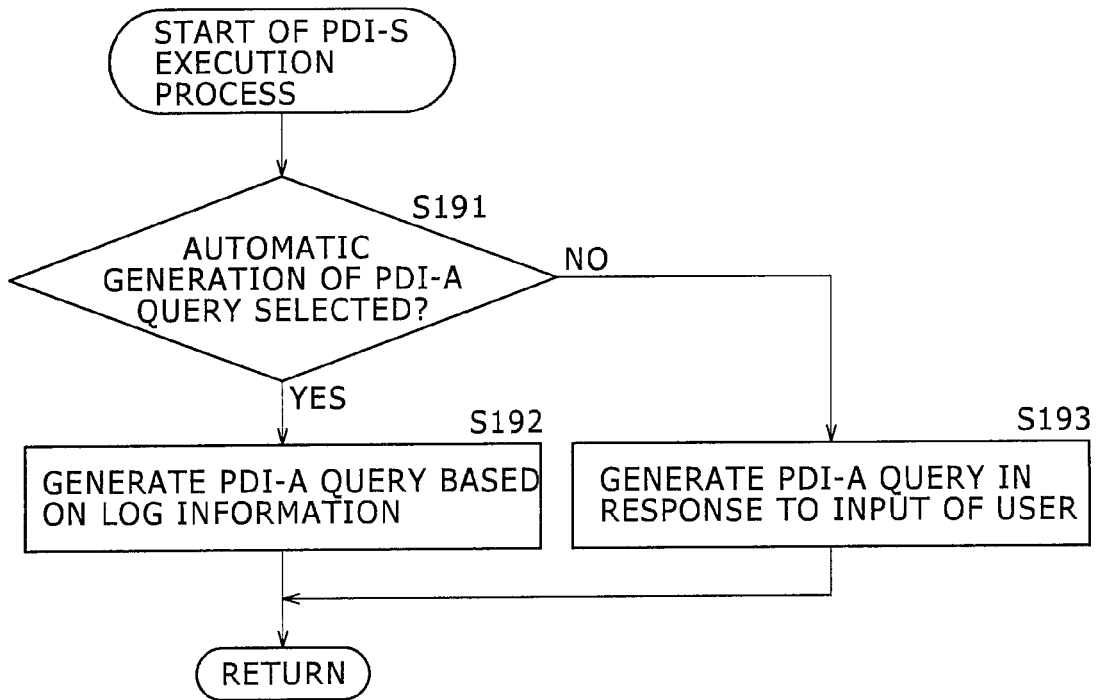 START OF PDI-S
EXECUTION
PROCESS
S191
AUTOMATIC
GENERATION OF PDI-A
QUERY SELECTED?
NO
YES
S192
GENERATE PDI-A QUERY BASED
ON LOG INFORMATION
S193
GENERATE PDI-A QUERY IN
RESPONSE TO INPUT OF USER
RETURN